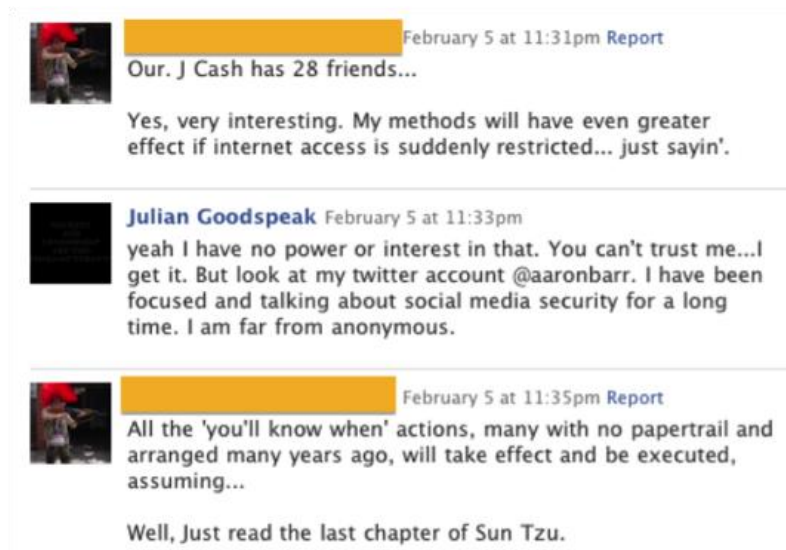 February 5 at 11:31pm Report
Our. J Cash has 28 friends...
Yes, very interesting. My methods will have even greater
effect if internet access is suddenly restricted... just sayin'.
Julian Goodspeak February 5 at 11:33pm
yeah I have no power or interest in that. You can't trust me...I
get it. But look at my twitter account @aaronbarr. I have been
focused and talking about social media security for a long
time. I am far from anonymous.
February 5 at 11:35pm Report
All the 'you'll know when' actions, many with no papertrail and
arranged many years ago, will take effect and be executed,
assuming...
Well, Just read the last chapter of Sun Tzu.